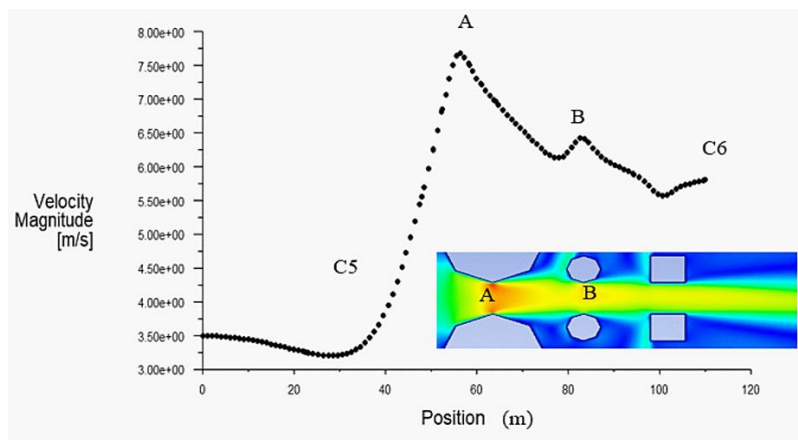 A
8.00e+00
7.50e+00
7.00e+00
6.50e+00
6.00e+00
5.50e+00
5.00e+00
4.50e+00
4.00e+00
3.50e+00
3.00e+00
Velocity
Magnitude
[m/s]
B
C6
C5
A
B
0 20 40 60 80 100 120
Position (m)